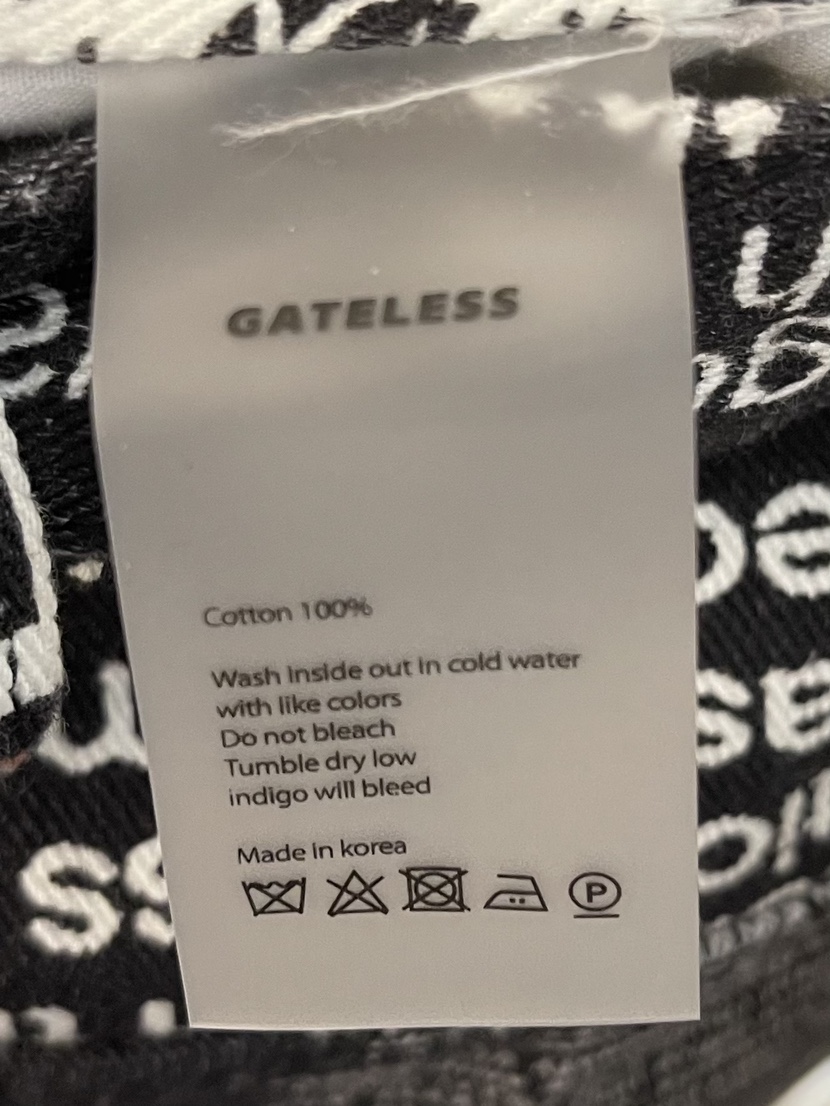 GATELESS
Cotton 100%
Wash inside out in cold water
with like colors
Do not bleach
Tumble dry low
indigo will bleed
Made in korea
P